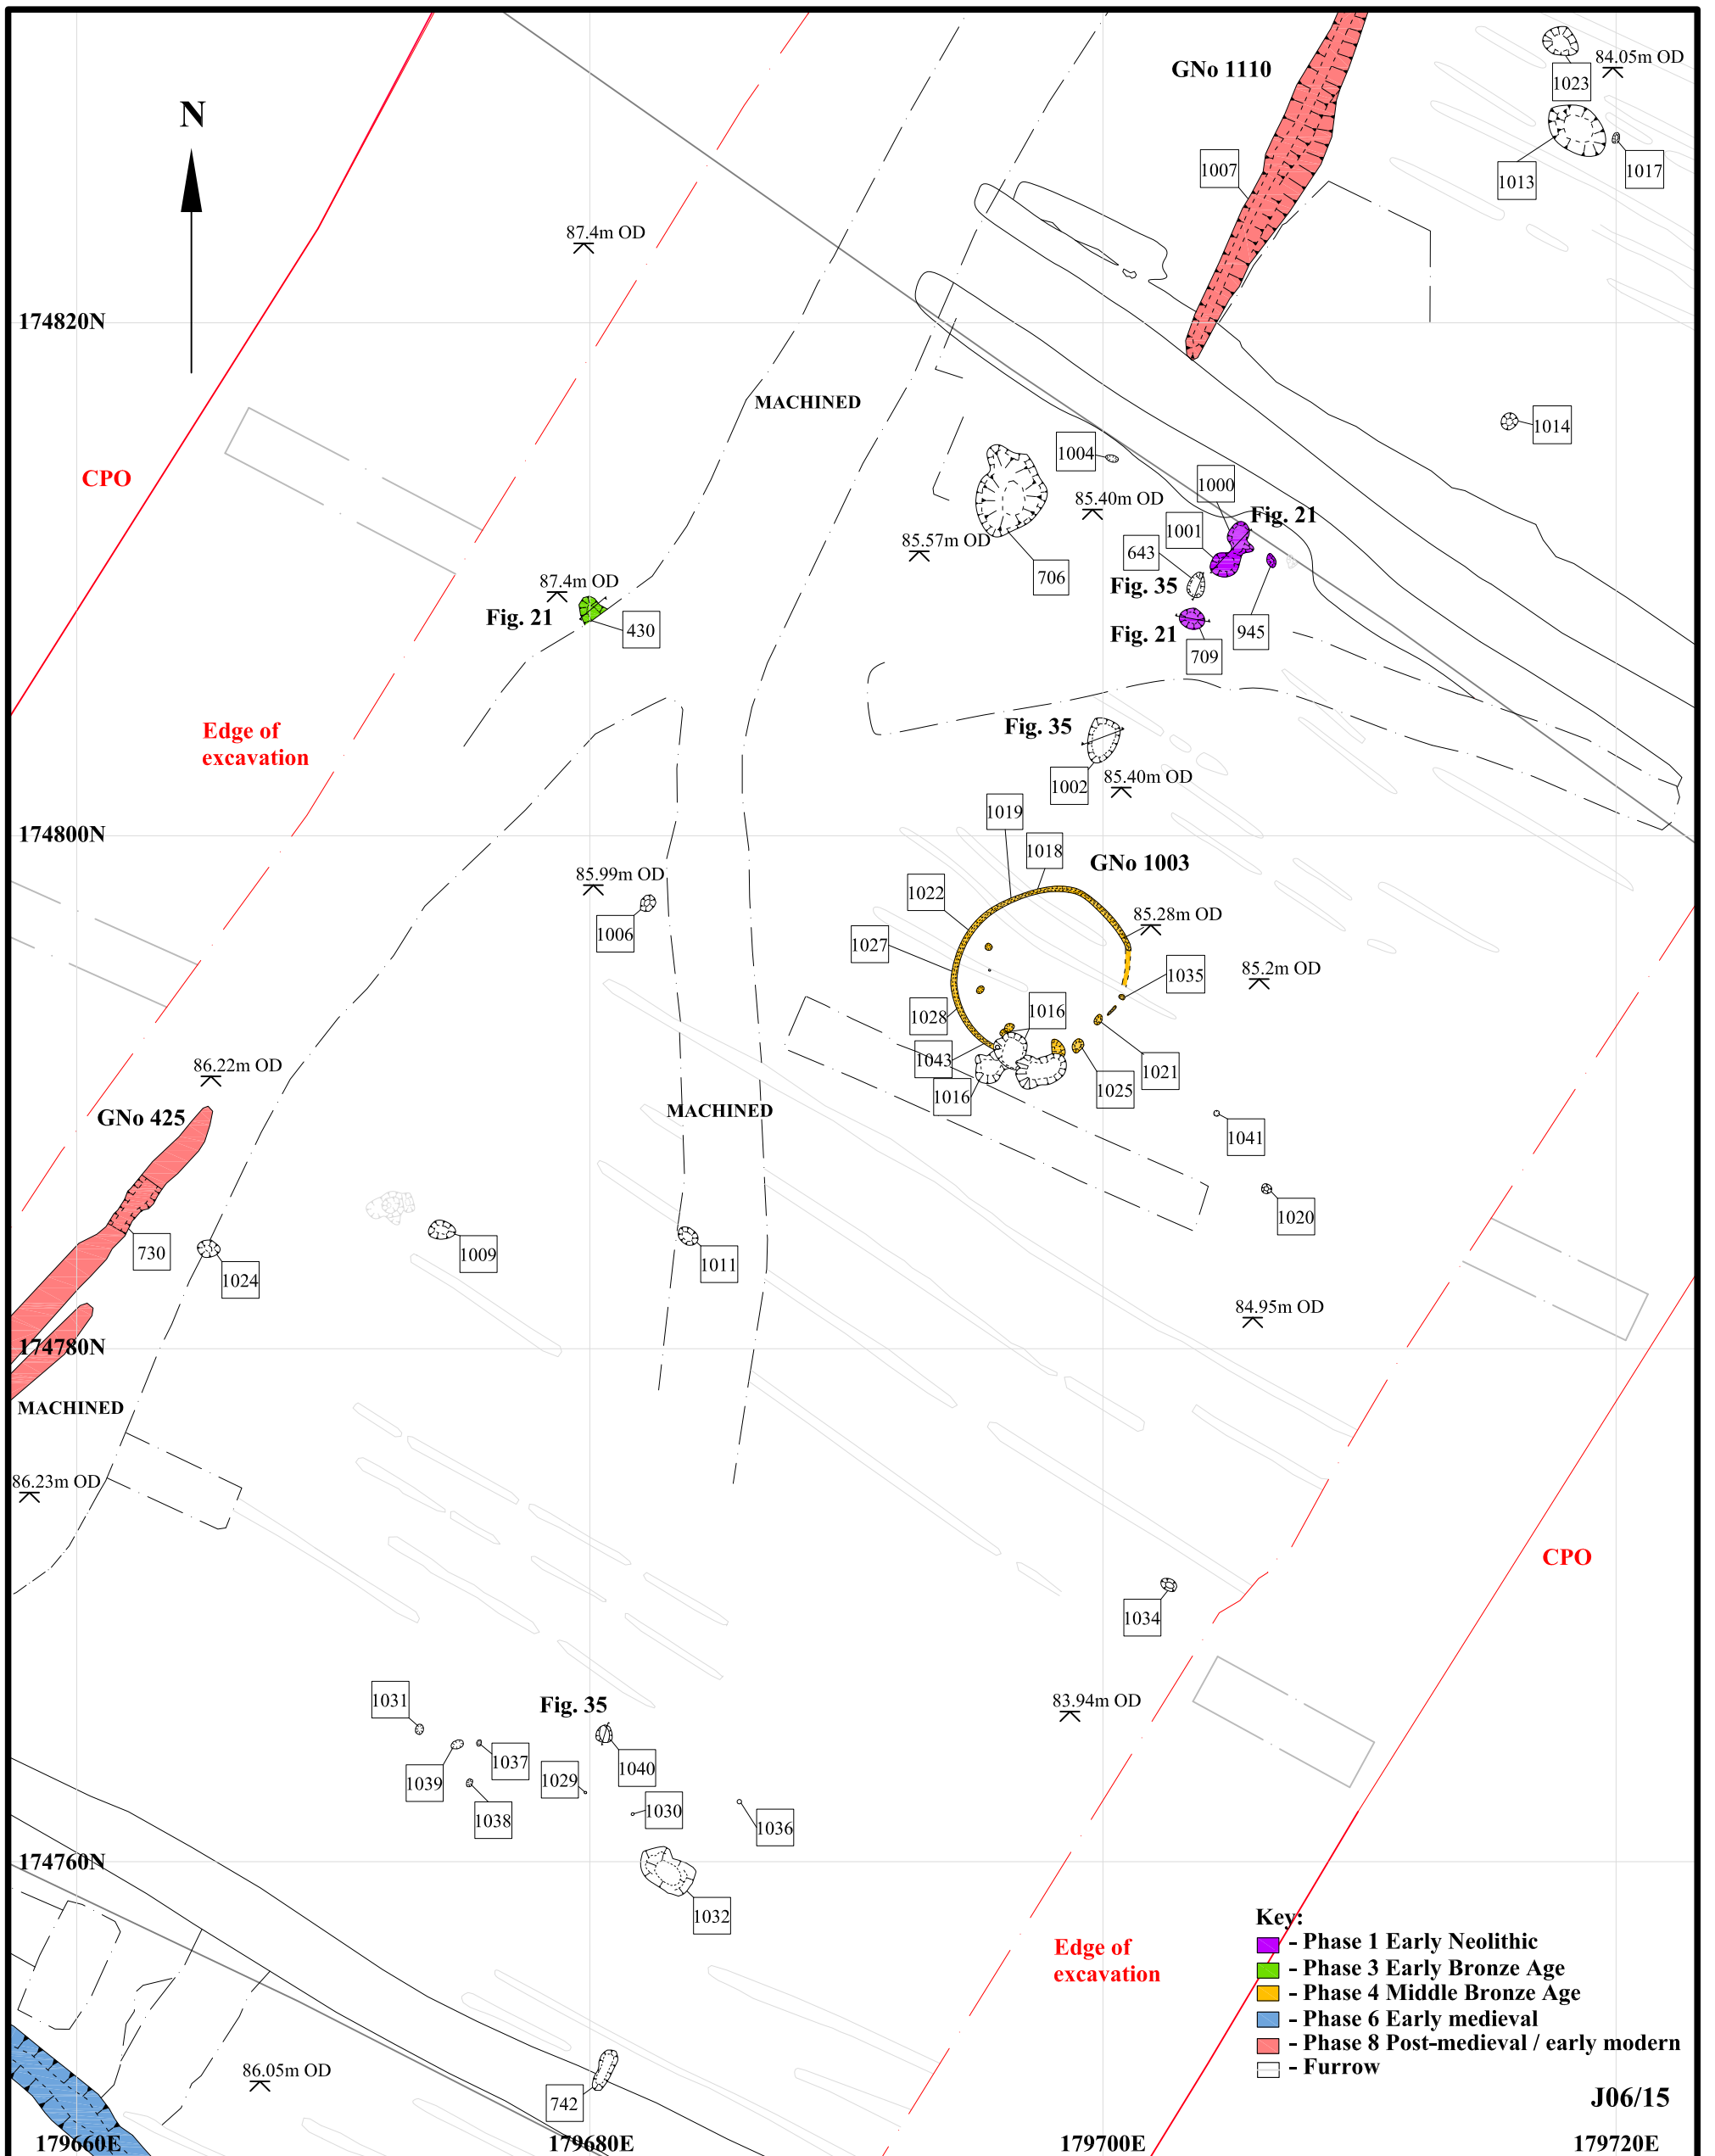 GNo 1110
84.05m OD
1023
N
1007
1013
1017
87.4m OD
174820N
MACHINED
1014
CPO
1004
1000
85.40m OD
Fig. 21
1001
85.57m OD
643
706
Fig. 35
87.4m OD
Fig. 21
430
Fig. 21
945
709
Edge of
excavation
Fig. 35
1002
85.40m OD
1019
174800N
1018
GNo 1003
85.99m OD
1022
85.28m OD
1006
1027
85.2m OD
1035
1016
1028
1043
86.22m OD
1021
1025
1016
GNo 425
MACHINED
1041
1020
730
1009
1011
1024
84.95m OD
174780N
MACHINED
86.23m OD
CPO
1034
1031
Fig. 35
83.94m OD
1037
1040
1039
1029
1038
1030
1036
174760N
1032
Key:
- Phase 1 Early Neolithic
Edge of
excavation
- Phase 3 Early Bronze Age
- Phase 4 Middle Bronze Age
- Phase 6 Early medieval
- Phase 8 Post-medieval / early modern
- Furrow
86.05m OD
742
J06/15
179660E
179680E
179700E
179720E